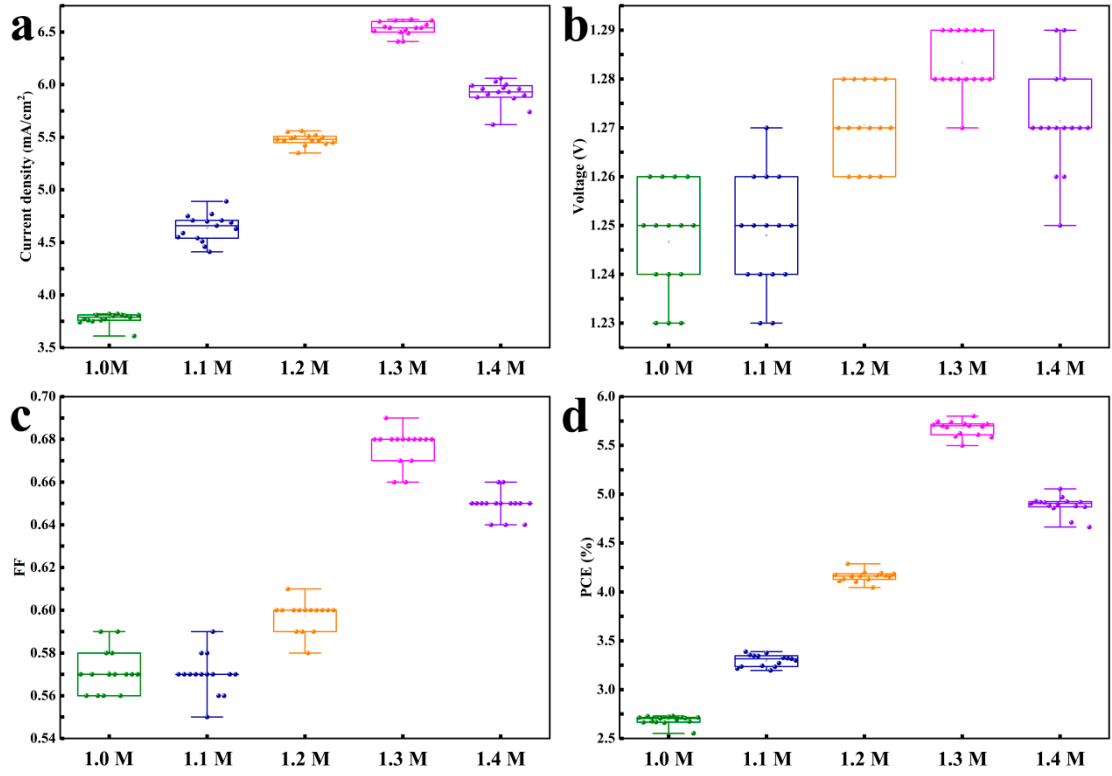 a
6.5
6.0
5.5
5.0
4.5
4.0
3.5
Current density (mA/cm²)
1.0M 1.1 M 1.2 M 1.3 M 1.4 M
b
1.29
1.28
1.27
1.26
1.25
1.24
1.23
Voltage (V)
1.0 M 1.1 M 1.2 M 1.3 M 1.4 M
c
0.70
0.68
0.66
0.64
0.62
0.60
0.58
0.56
0.54
FF
1.0 M 1.1 M 1.2 M 1.3 M 1.4 M
d
6.0
5.5
5.0
4.5
4.0
3.5
3.0
2.5
PCE (%)
1.0 M 1.1 M 1.2 M 1.3 M 1.4 M